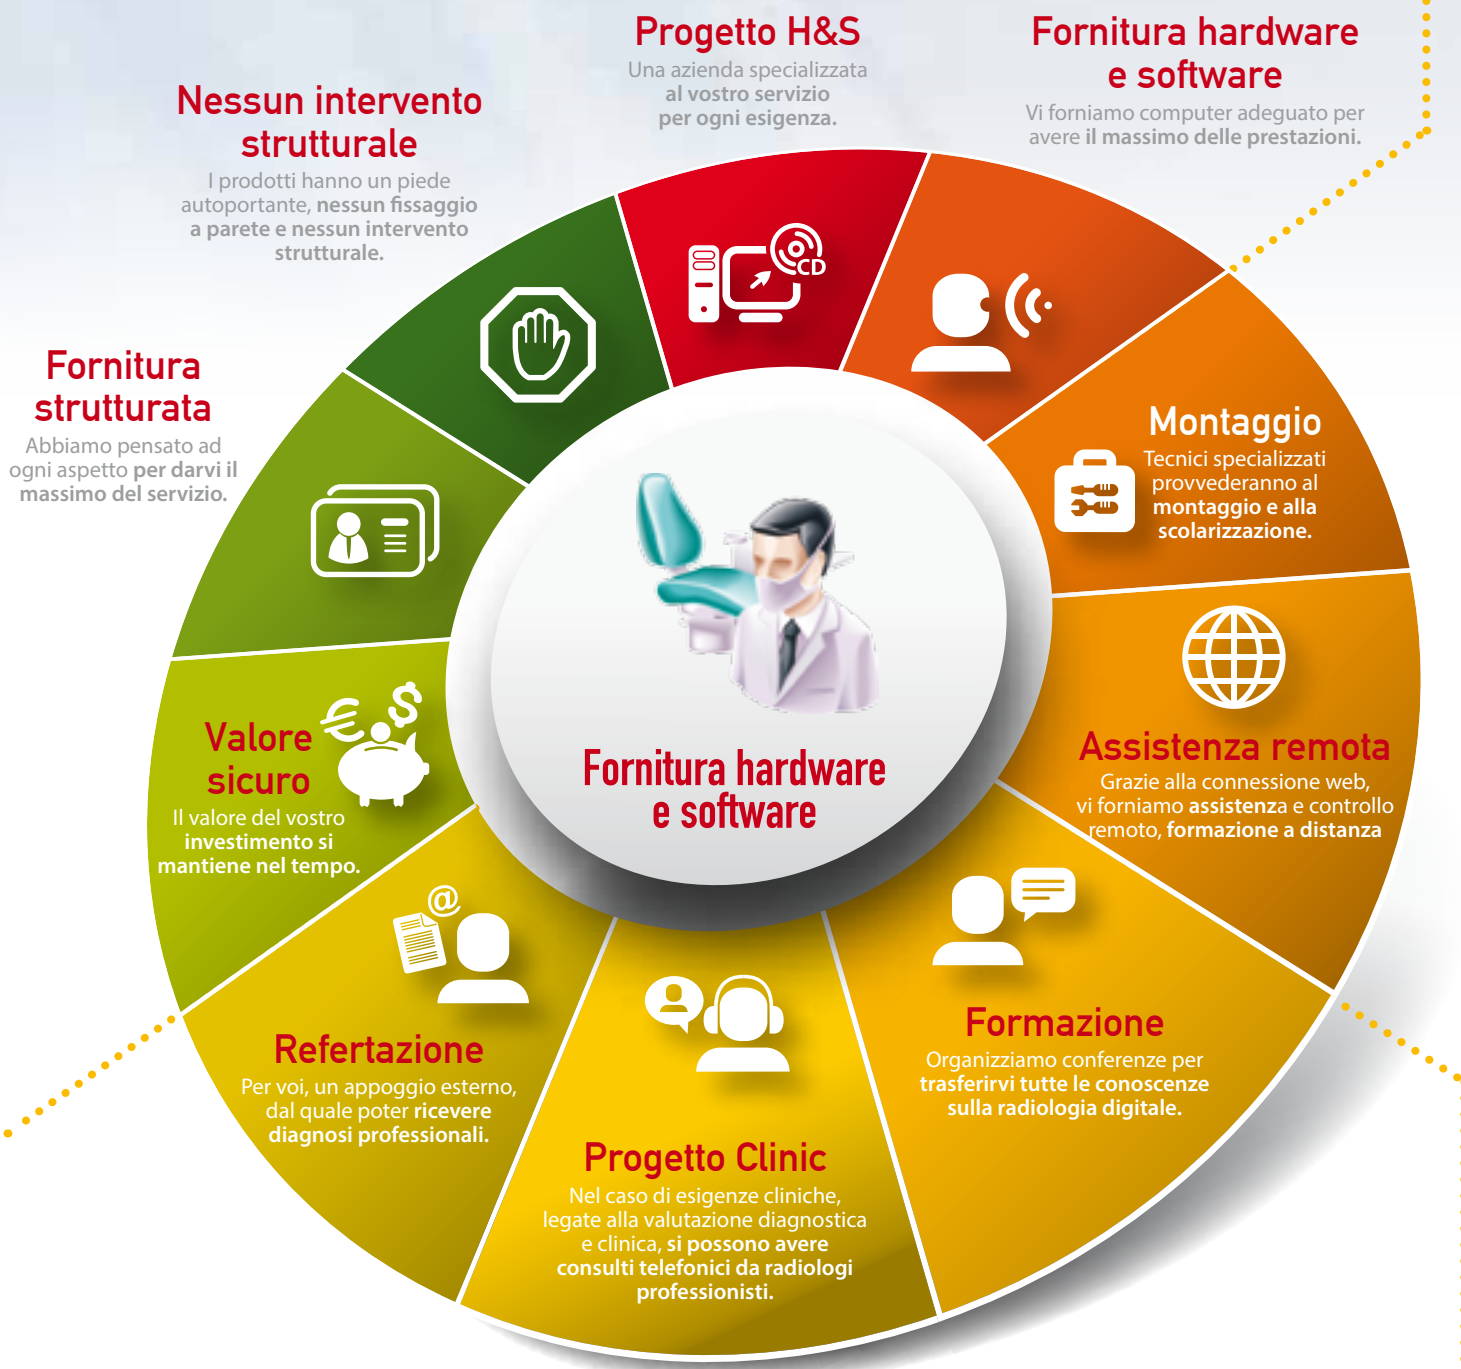 Progetto H&S
Una azienda specializzata
al vostro servizio
per ogni esigenza.
Fornitura hardware
e software
Vi forniamo computer adeguato per
avere il massimo delle prestazioni.
Nessun intervento
strutturale
I prodotti hanno un piede
autoportante, nessun fissaggio
a parete e nessun intervento
strutturale.
CD
Fornitura
strutturata
Abbiamo pensato ad
ogni aspetto per darvi il
massimo del servizio.
Montaggio
Tecnici specializzati
provvederanno al
montaggio e alla
scolarizzazione.
Assistenza remota
Grazie alla connessione web,
vi forniamo assistenza e controllo
remoto, formazione a distanza
€ $
Valore
sicuro
Il valore del vostro
investimento si
mantiene nel tempo.
Fornitura hardware
e software
@
Refertazione
Per voi, un appoggio esterno,
dal quale poter ricevere
diagnosi professionali.
Formazione
Organizziamo conferenze per
trasferirvi tutte le conoscenze
sulla radiologia digitale.
Progetto Clinic
Nel caso di esigenze cliniche,
legate alla valutazione diagnostica
e clinica, si possono avere
consulti telefonici da radiologi
professionisti.